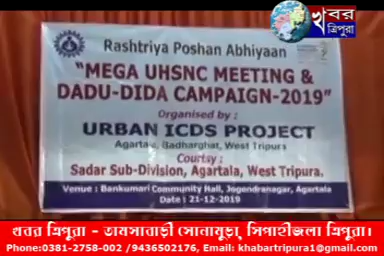 খবর
ত্রিপুরা
Rashtriya Poshan Abhiyaan
"MEGA UHSNC MEETING &
DADU-DIDA CAMPAIGN-2019"
Organised by :
URBAN ICDS PROJECT
Agartala, Badharghat, West Tripura
Courtsy :
Sadar Sub-Division, Agartala, West Tripura.
Venue : Bankumari Community Hall, Jogendranagar, Agartala
Date : 21-12-2019
খবর ত্রিপুরা - তামসাবাড়ী সোনামুড়া, সিপাহীজলা ত্রিপুরা।
Phone:0381-2758-002 /9436502176, Email: khabartripura1@gmail.com